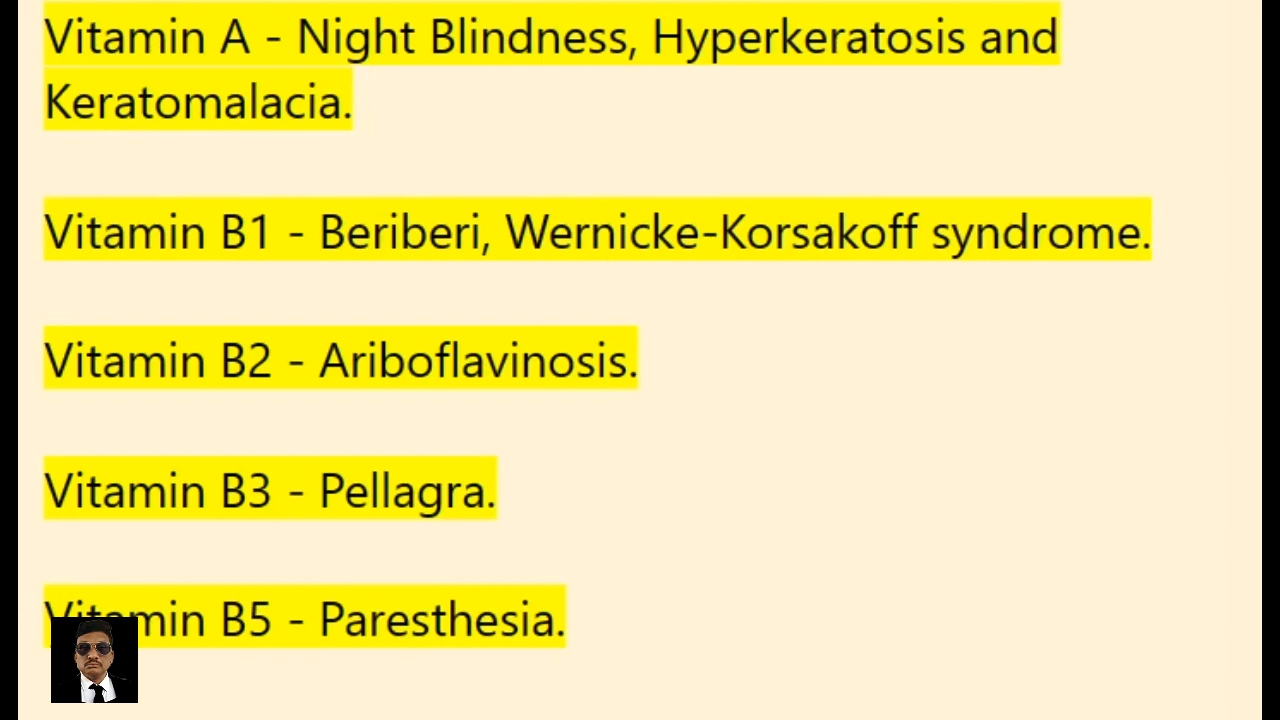 Vitamin A - Night Blindness, Hyperkeratosis and
Keratomalacia.
Vitamin B1 - Beriberi, Wernicke-Korsakoff syndrome.
Vitamin B2 - Ariboflavinosis.
Vitamin B3 - Pellagra.
Vitamin B5 - Paresthesia.